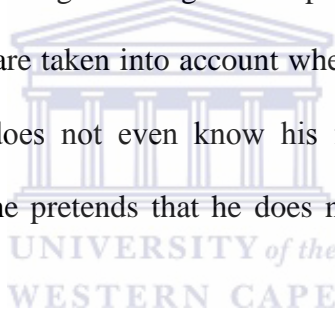 are taken into account whe
does not even know his
he pretends that he does n
UNIVERSITY of the
WESTERN CAPE